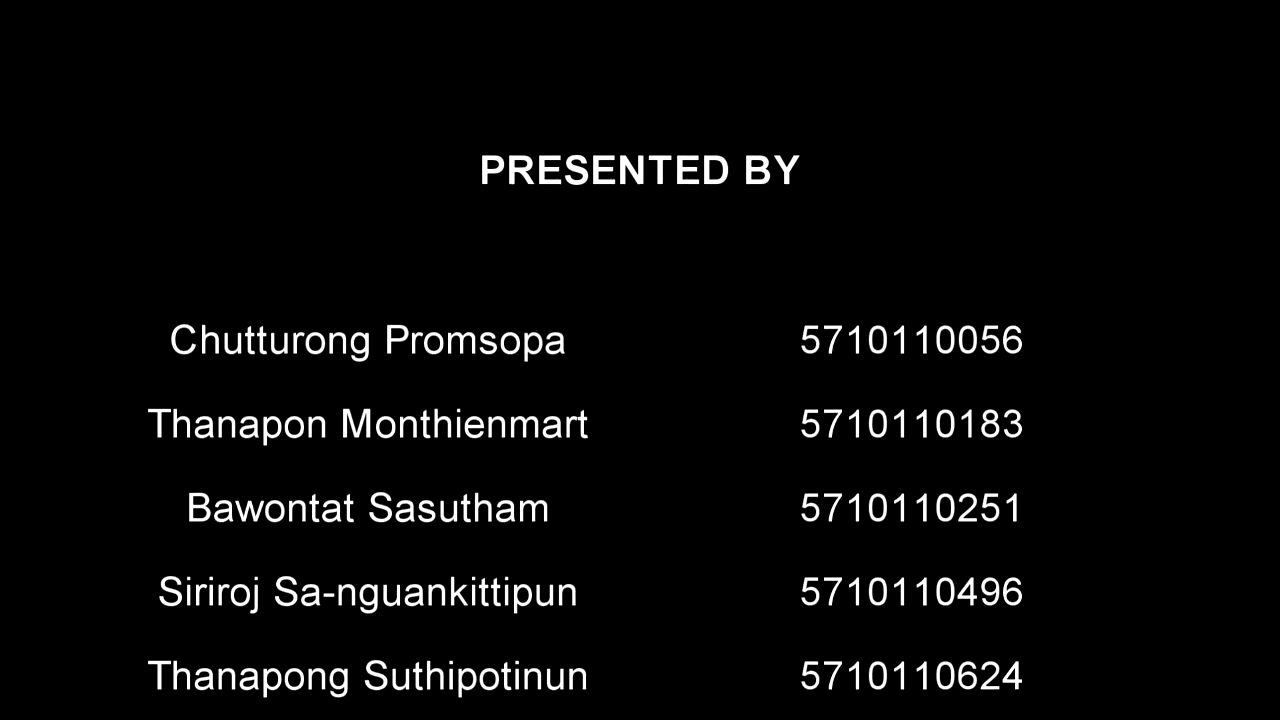 PRESENTED BY
Chutturong Promsopa 5710110056
Thanapon Monthienmart 5710110183
Bawontat Sasutham 5710110251
Siriroj Sa-nguankittipun 5710110496
Thanapong Suthipotinun 5710110624